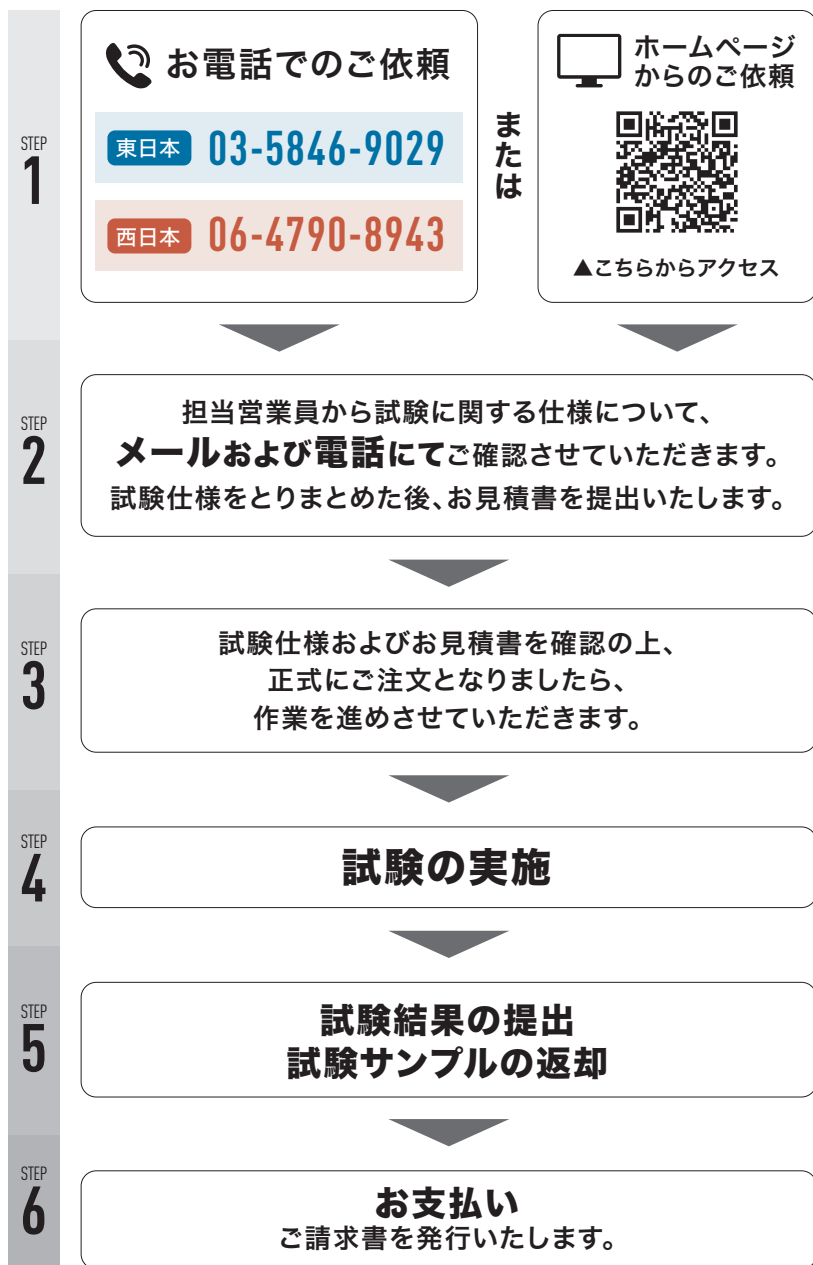 STEP
1
お電話でのご依頼
東日本 03-5846-9029
西日本 06-4790-8943
または
ホームページ
からのご依頼
▲こちらからアクセス
STEP
2
担当営業員から試験に関する仕様について、
メールおよび電話にてご確認させていただきます。
試験仕様をとりまとめた後、お見積書を提出いたします。
STEP
3
試験仕様およびお見積書を確認の上、
正式にご注文となりましたら、
作業を進めさせていただきます。
STEP
4
試験の実施
STEP
5
試験結果の提出
試験サンプルの返却
STEP
6
お支払い
ご請求書を発行いたします。